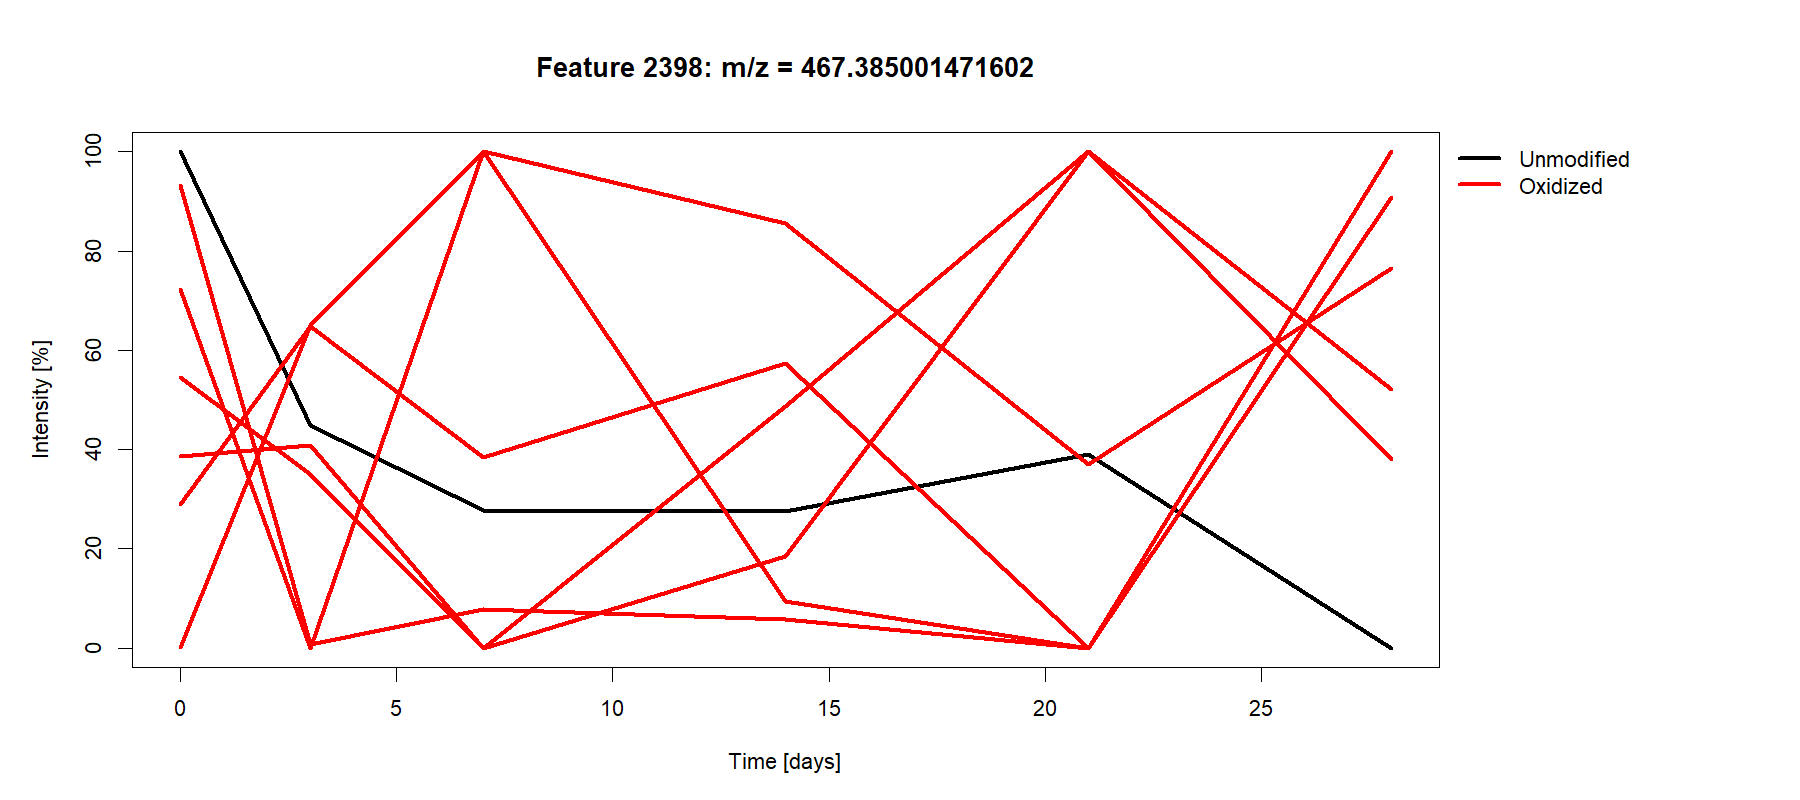 Feature 2398: m/z = 467.385001471602
Unmodified
Oxidized
Intensity [%]
100
80
60
40
20
0
0 5 10 15 20 25
Time [days]